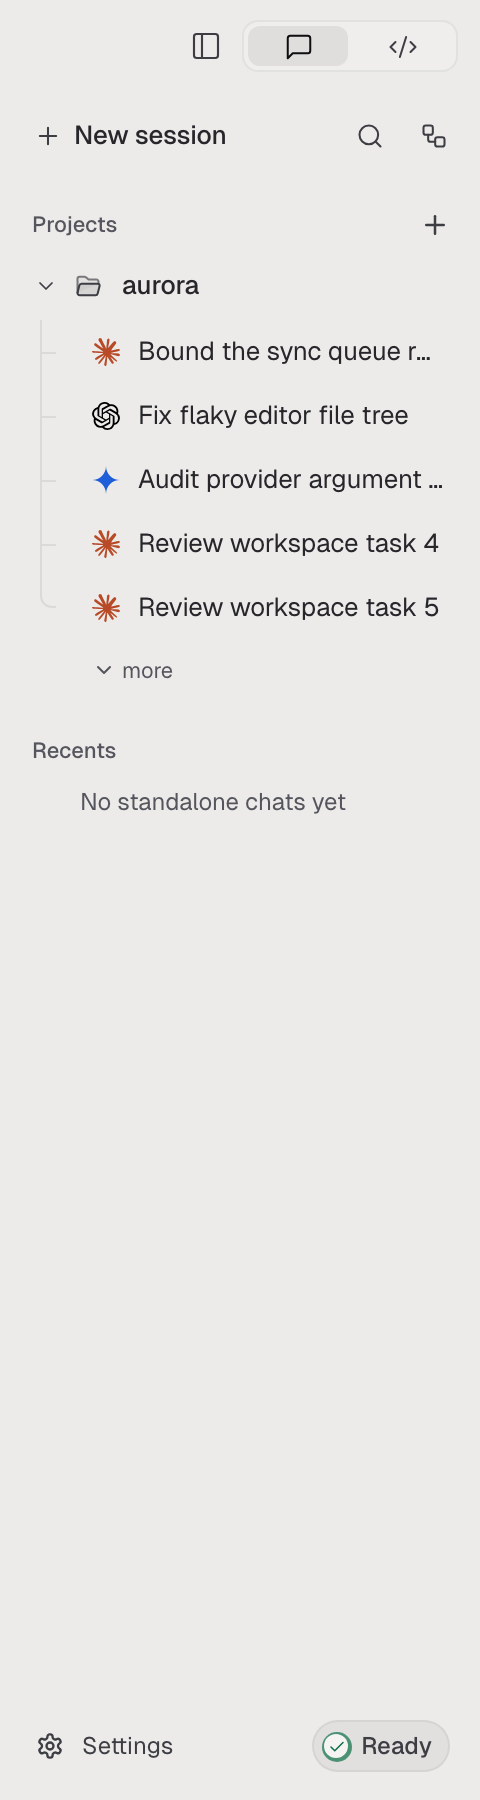 New session
Projects
aurora
Bound the sync queue r…
Fix flaky editor file tree
Audit provider argument …
Review workspace task 4
Review workspace task 5
more
Recents
No standalone chats yet
Settings
Ready